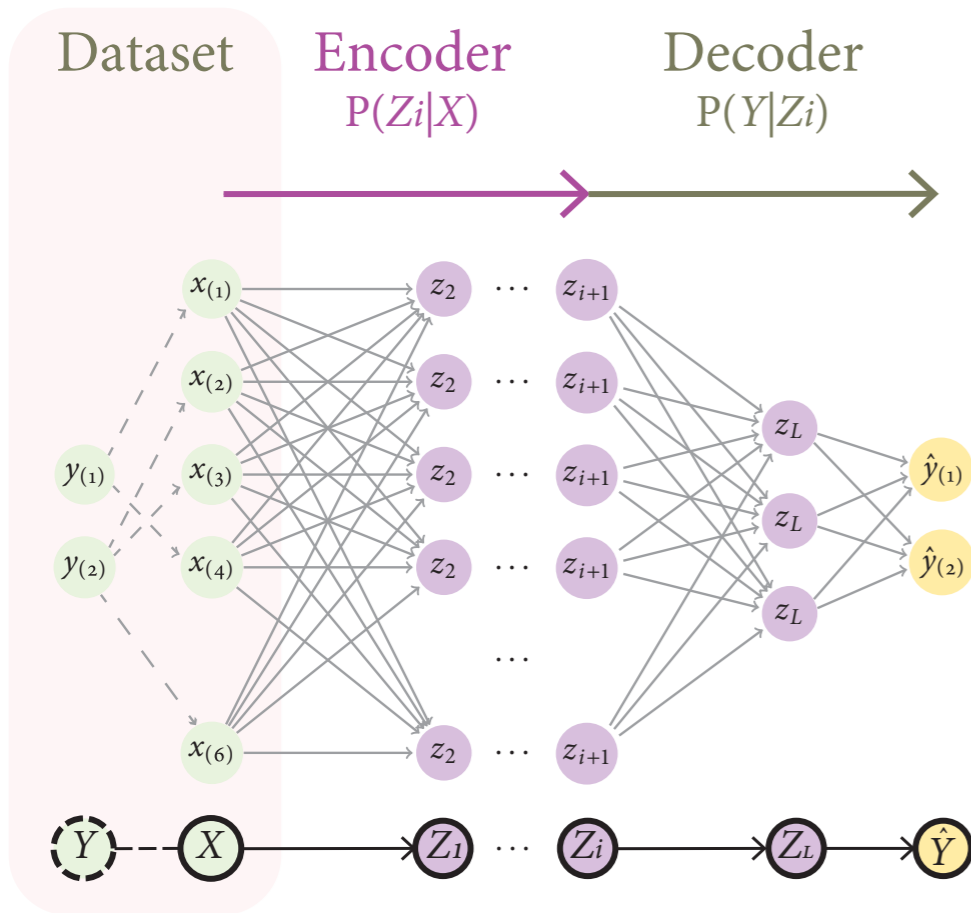 Dataset Encoder Decoder
P(Zi|X) P(Y|Zi)
x(1) z2 ... zi+1
x(2) z2 ... zi+1
zL
y(1) x(3) z2 ... zi+1 ŷ(1)
zL
y(2) x(4) z2 ... zi+1 ŷ(2)
zL
...
x(6) z2 ... zi+1
Y X Z1 ... Zi ZL Ŷ